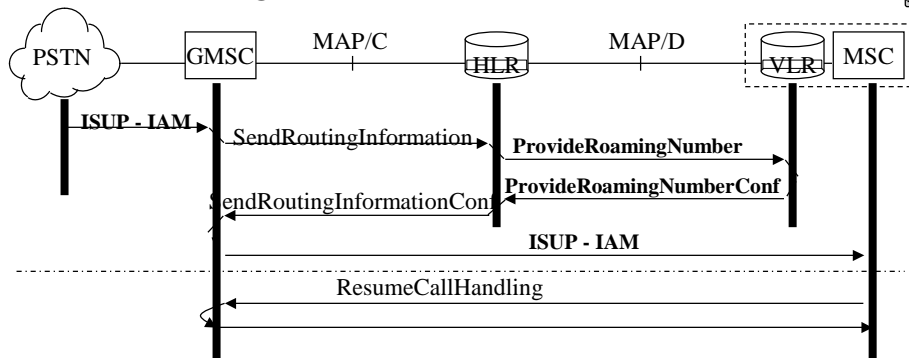 PSTN GMSC MAP/C HLR MAP/D VLR MSC
ISUP - IAM
SendRoutingInformation
ProvideRoamingNumber
ProvideRoamingNumberConf
SendRoutingInformationConf
ISUP - IAM
ResumeCallHandling